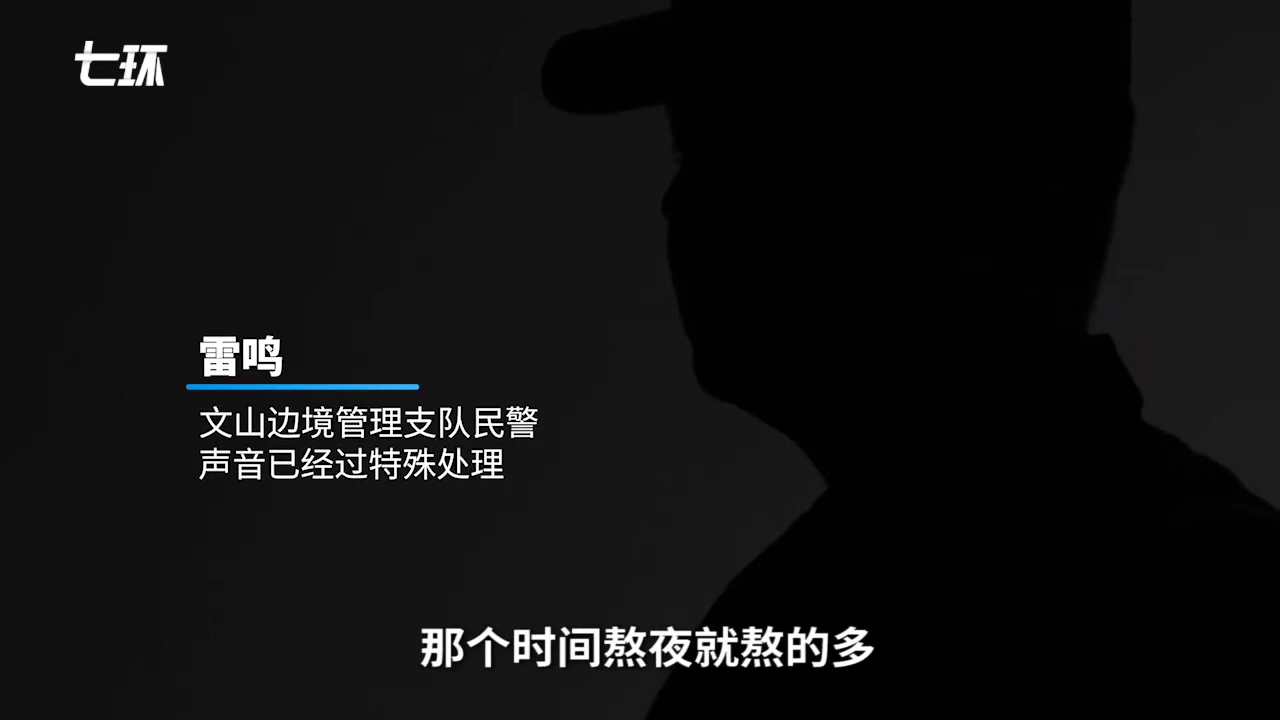 七环
雷鸣
文山边境管理支队民警
声音已经过特殊处理
那个时间熬夜就熬的多